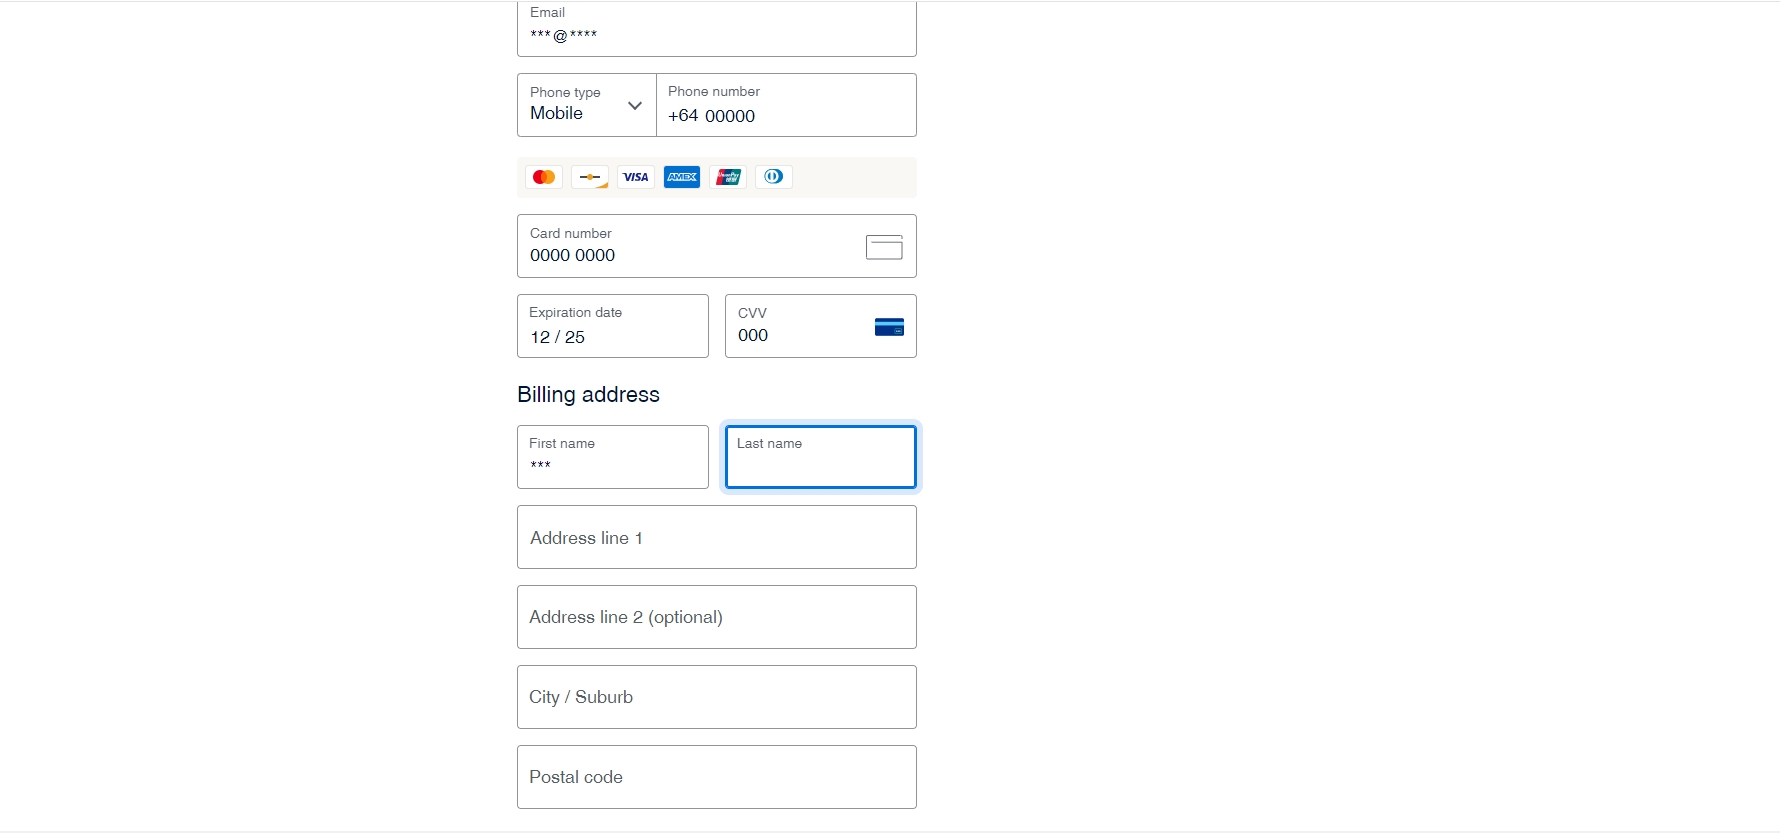 Email
***@****
Phone type
Mobile
Phone number
+64 00000
VISA
AMEX
UnionPay
Card number
0000 0000
Expiration date
12 / 25
CVV
000
Billing address
First name
***
Last name
Address line 1
Address line 2 (optional)
City / Suburb
Postal code